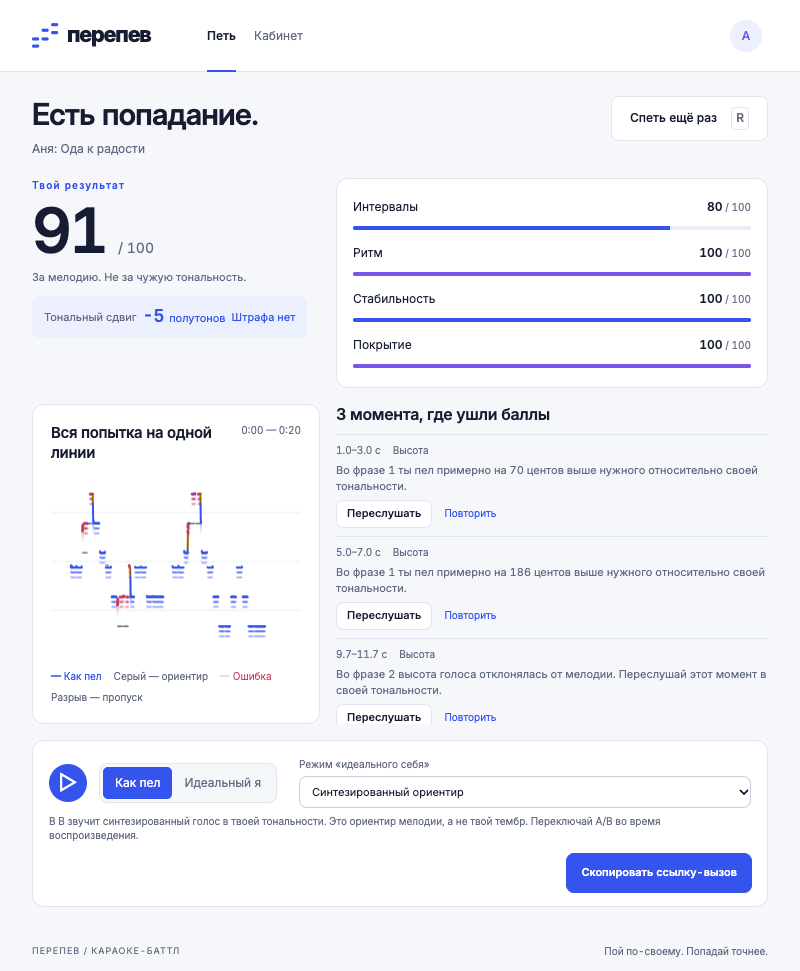 перепев
Петь
Кабинет
А
Есть попадание.
Аня: Ода к радости
Спеть ещё раз R
Твой результат
91 / 100
За мелодию. Не за чужую тональность.
Тональный сдвиг -5 полутонов Штрафа нет
Интервалы 80 / 100
Ритм 100 / 100
Стабильность 100 / 100
Покрытие 100 / 100
Вся попытка на одной
линии
0:00 — 0:20
Как пел Серый — ориентир Ошибка
Разрыв — пропуск
3 момента, где ушли баллы
1.0–3.0 с Высота
Во фразе 1 ты пел примерно на 70 центов выше нужного относительно своей
тональности.
Переслушать Повторить
5.0–7.0 с Высота
Во фразе 1 ты пел примерно на 186 центов выше нужного относительно своей
тональности.
Переслушать Повторить
9.7–11.7 с Высота
Во фразе 2 высота голоса отклонялась от мелодии. Переслушай этот момент в
своей тональности.
Переслушать Повторить
Как пел Идеальный я
Режим «идеального себя»
Синтезированный ориентир
В B звучит синтезированный голос в твоей тональности. Это ориентир мелодии, а не твой тембр. Переключай A/B во время
воспроизведения.
Скопировать ссылку-вызов
ПЕРЕПЕВ / КАРАОКЕ-БАТТЛ
Пой по-своему. Попадай точнее.